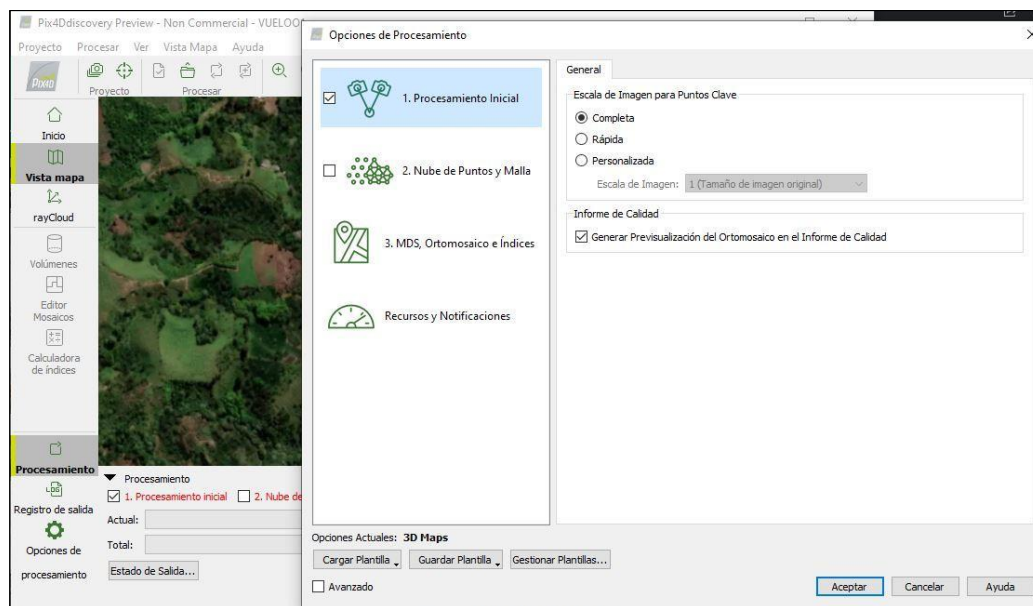 Pix4Ddiscovery Preview - Non Commercial - VUELOO
Proyecto Procesar Ver Vista Mapa Ayuda
PIX4D
Proyecto Procesar
Inicio
Vista mapa
rayCloud
Volúmenes
Editor
Mosaicos
Calculadora
de índices
Procesamiento
Registro de salida
Opciones de
procesamiento
Procesamiento
1. Procesamiento inicial 2. Nube de
Actual:
Total:
Estado de Salida...
Opciones de Procesamiento
1. Procesamiento Inicial
2. Nube de Puntos y Malla
3. MDS, Ortomosaico e Índices
Recursos y Notificaciones
General
Escala de Imagen para Puntos Clave
Completa
Rápida
Personalizada
Escala de Imagen: 1 (Tamaño de imagen original)
Informe de Calidad
Generar Previsualización del Ortomosaico en el Informe de Calidad
Opciones Actuales: 3D Maps
Cargar Plantilla Guardar Plantilla Gestionar Plantillas...
Avanzado
Aceptar Cancelar Ayuda